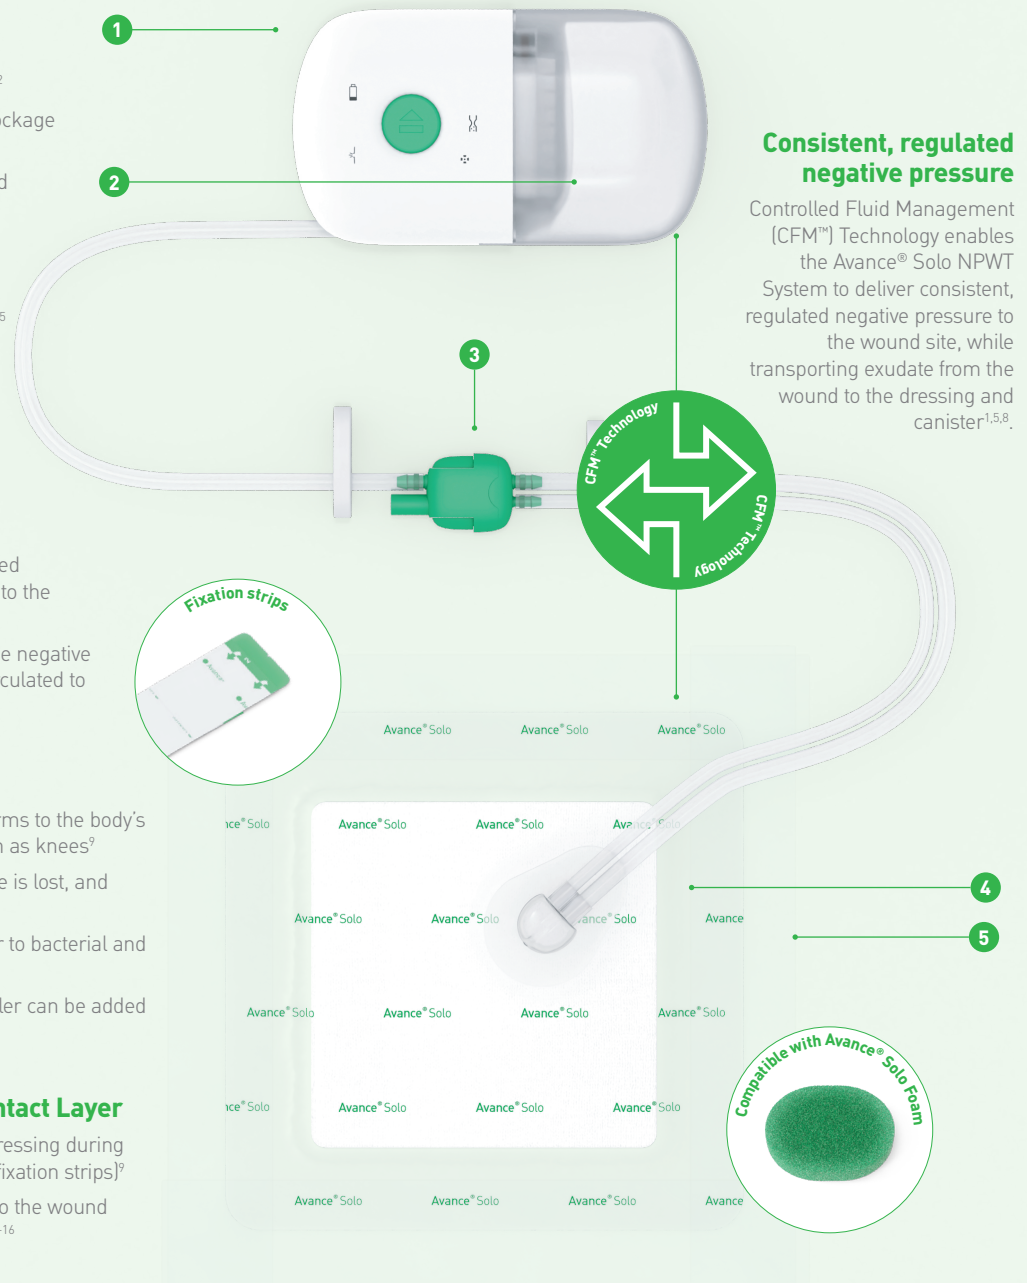 1
2
ockage
d
2
5
3
Consistent, regulated
negative pressure
Controlled Fluid Management
(CFM™) Technology enables
the Avance® Solo NPWT
System to deliver consistent,
regulated negative pressure to
the wound site, while
transporting exudate from the
wound to the dressing and
canister1,5,8.
CFM™ Technology
CFM™ Technology
ed
to the
e negative
culated to
Fixation strips
rms to the body's
h as knees9
e is lost, and
r to bacterial and
ler can be added
ntact Layer
ressing during
fixation strips)9
o the wound
-16
Avance® Solo Avance® Solo Avance® Solo
nce® Solo Avance® Solo Avance® Solo Avance® Solo
4
Avance® Solo Avance® Solo Avance® Solo Avance
5
Avance® Solo Avance® Solo Avance® Solo Avance® Solo
nce® Solo Avance® Solo Avance® Solo Avance® Solo
Avance® Solo Avance® Solo Avance® Solo Avance
Compatible with Avance® Solo Foam